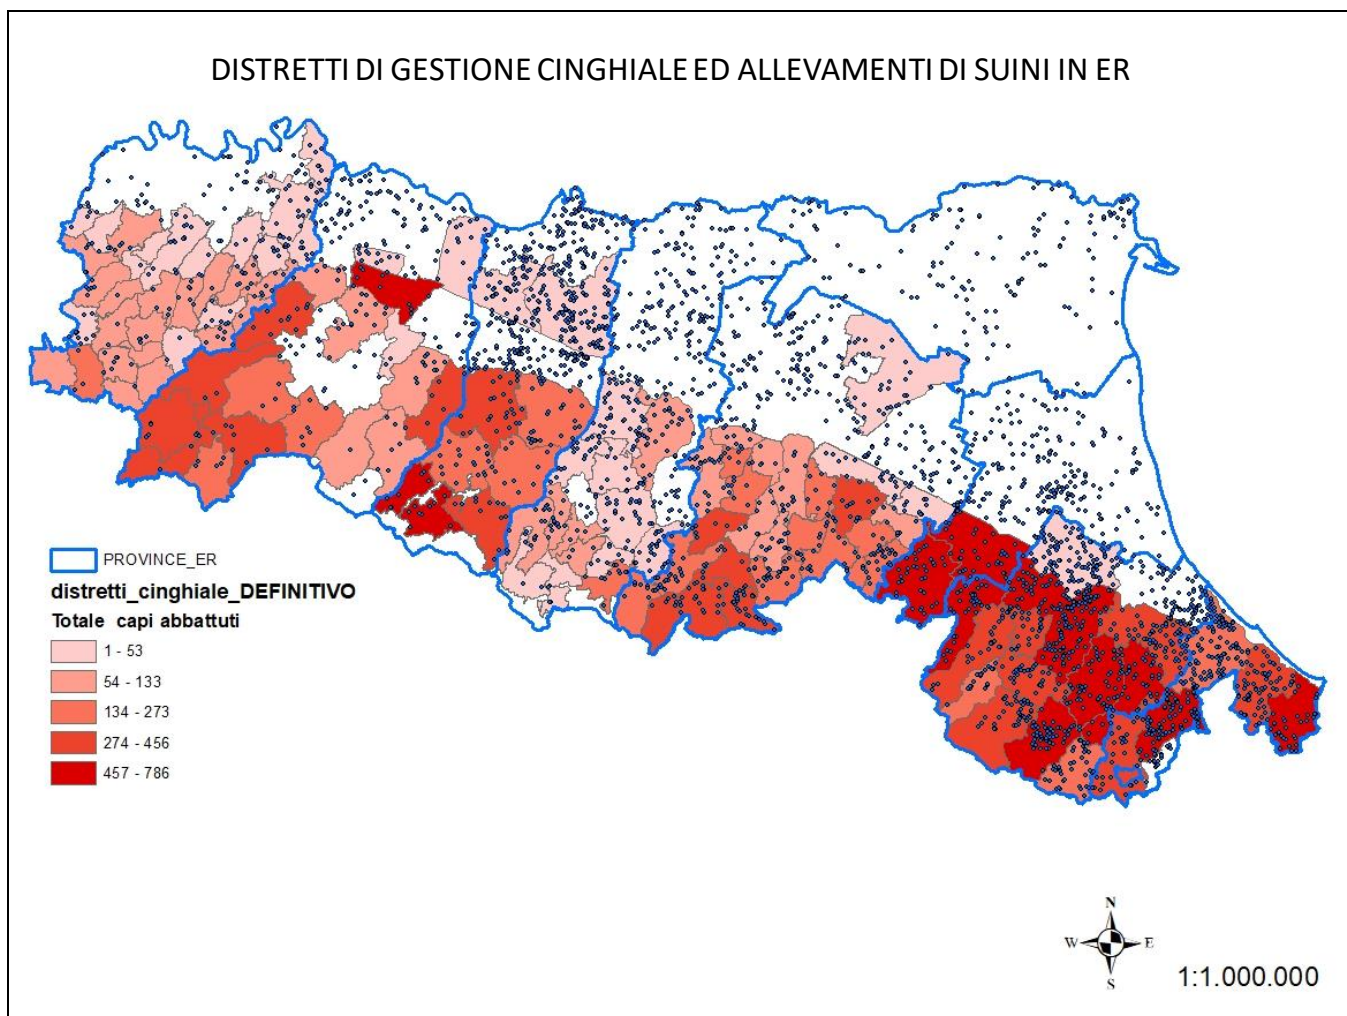 DISTRETTI DI GESTIONE CINGHIALE ED ALLEVAMENTI DI SUINI IN ER
PROVINCE_ER
distretti_cinghiale_DEFINITIVO
Totale capi abbattuti
1 - 53
54 - 133
134 - 273
274 - 456
457 - 786
N
W E
S
1:1.000.000